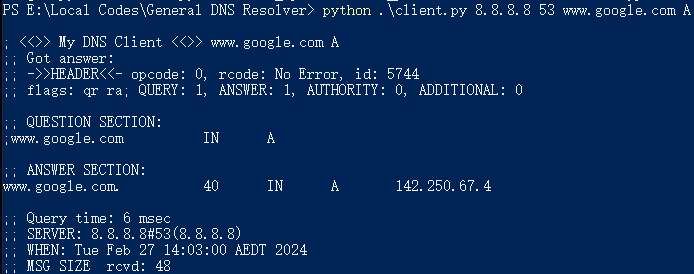 PS E:\Local Codes\General DNS Resolver> python .\client.py 8.8.8.8 53 www.google.com A
; <<>> My DNS Client <<>> www.google.com A
;; Got answer:
;; ->>HEADER<<- opcode: 0, rcode: No Error, id: 5744
;; flags: qr ra; QUERY: 1, ANSWER: 1, AUTHORITY: 0, ADDITIONAL: 0
;; QUESTION SECTION:
;www.google.com IN A
;; ANSWER SECTION:
www.google.com. 40 IN A 142.250.67.4
;; Query time: 6 msec
;; SERVER: 8.8.8.8#53(8.8.8.8)
;; WHEN: Tue Feb 27 14:03:00 AEDT 2024
;; MSG SIZE rcvd: 48